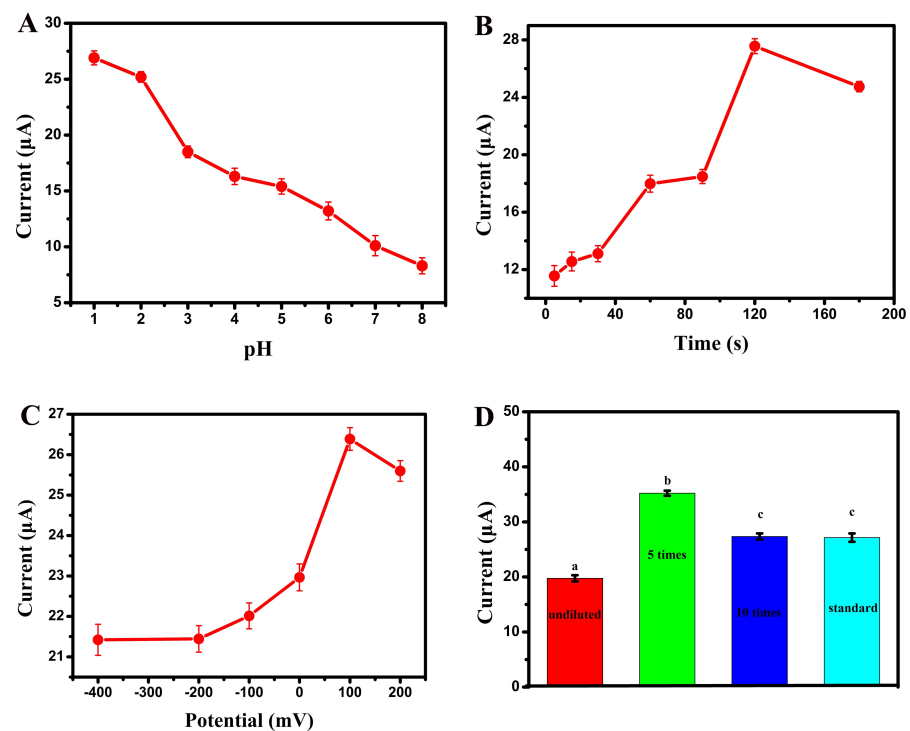 A
30
25
20
15
10
5
Current (µA)
1 2 3 4 5 6 7 8
pH
B
28
24
20
16
12
Current (µA)
0 40 80 120 160 200
Time (s)
C
27
26
25
24
23
22
21
Current (µA)
-400 -300 -200 -100 0 100 200
Potential (mV)
D
50
40
30
20
10
0
Current (µA)
a
b
c
c
undiluted
5 times
10 times
standard